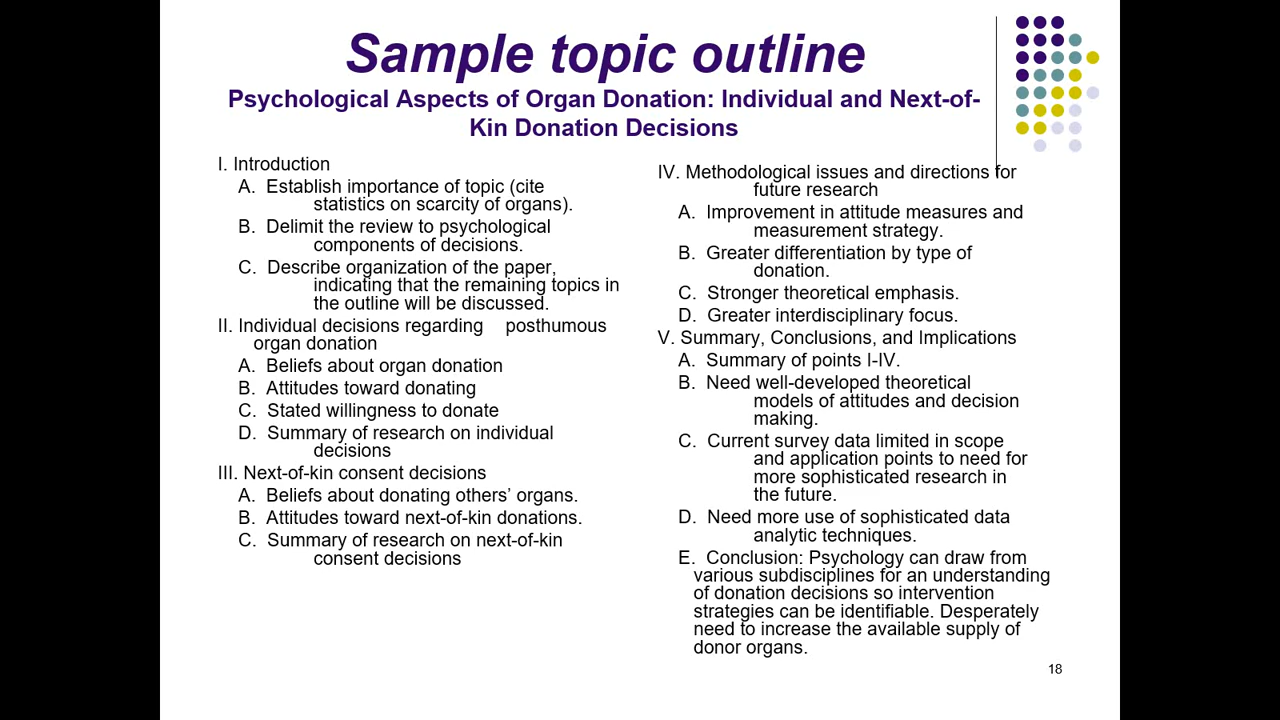 Sample topic outline
Psychological Aspects of Organ Donation: Individual and Next-of-
Kin Donation Decisions
I. Introduction
A. Establish importance of topic (cite
statistics on scarcity of organs).
B. Delimit the review to psychological
components of decisions.
C. Describe organization of the paper,
indicating that the remaining topics in
the outline will be discussed.
II. Individual decisions regarding posthumous
organ donation
A. Beliefs about organ donation
B. Attitudes toward donating
C. Stated willingness to donate
D. Summary of research on individual
decisions
III. Next-of-kin consent decisions
A. Beliefs about donating others’ organs.
B. Attitudes toward next-of-kin donations.
C. Summary of research on next-of-kin
consent decisions
IV. Methodological issues and directions for
future research
A. Improvement in attitude measures and
measurement strategy.
B. Greater differentiation by type of
donation.
C. Stronger theoretical emphasis.
D. Greater interdisciplinary focus.
V. Summary, Conclusions, and Implications
A. Summary of points I-IV.
B. Need well-developed theoretical
models of attitudes and decision
making.
C. Current survey data limited in scope
and application points to need for
more sophisticated research in
the future.
D. Need more use of sophisticated data
analytic techniques.
E. Conclusion: Psychology can draw from
various subdisciplines for an understanding
of donation decisions so intervention
strategies can be identifiable. Desperately
need to increase the available supply of
donor organs.
18